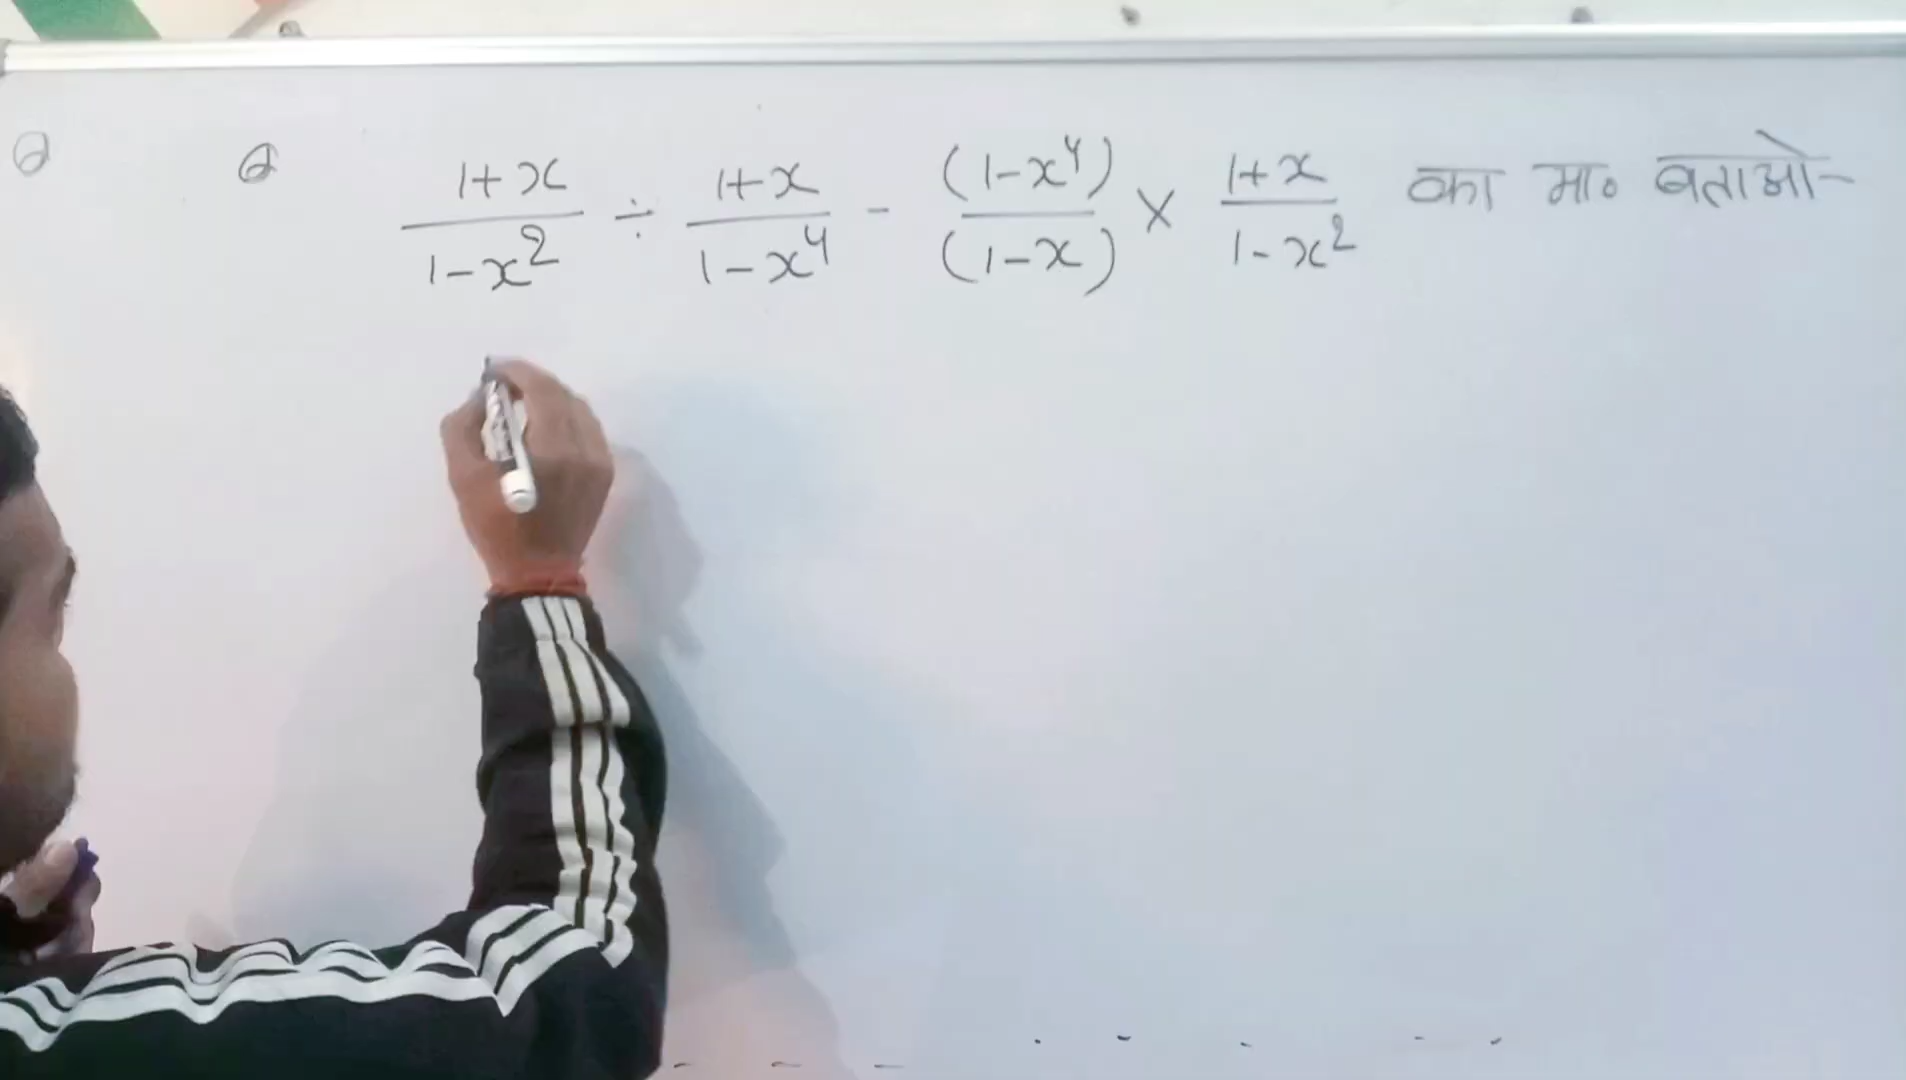 Q Q (1+x)/(1-x²) ÷ (1+x)/(1-x⁴) - (1-x⁴)/(1-x) × (1+x)/(1-x²) का मा० बताओ-